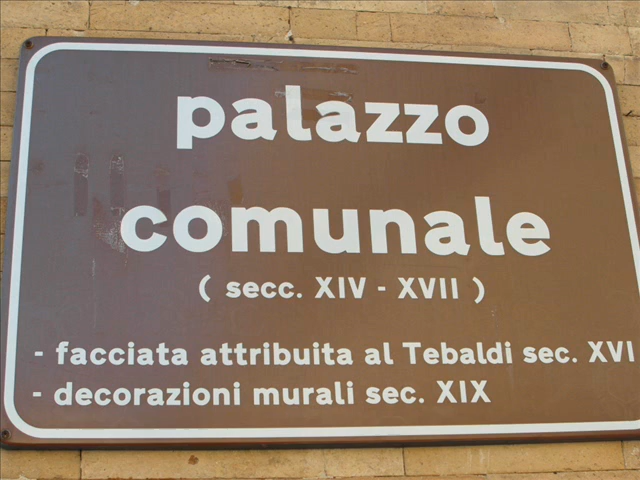 palazzo
comunale
( secc. XIV - XVII )
- facciata attribuita al Tebaldi sec. XVI
- decorazioni murali sec. XIX